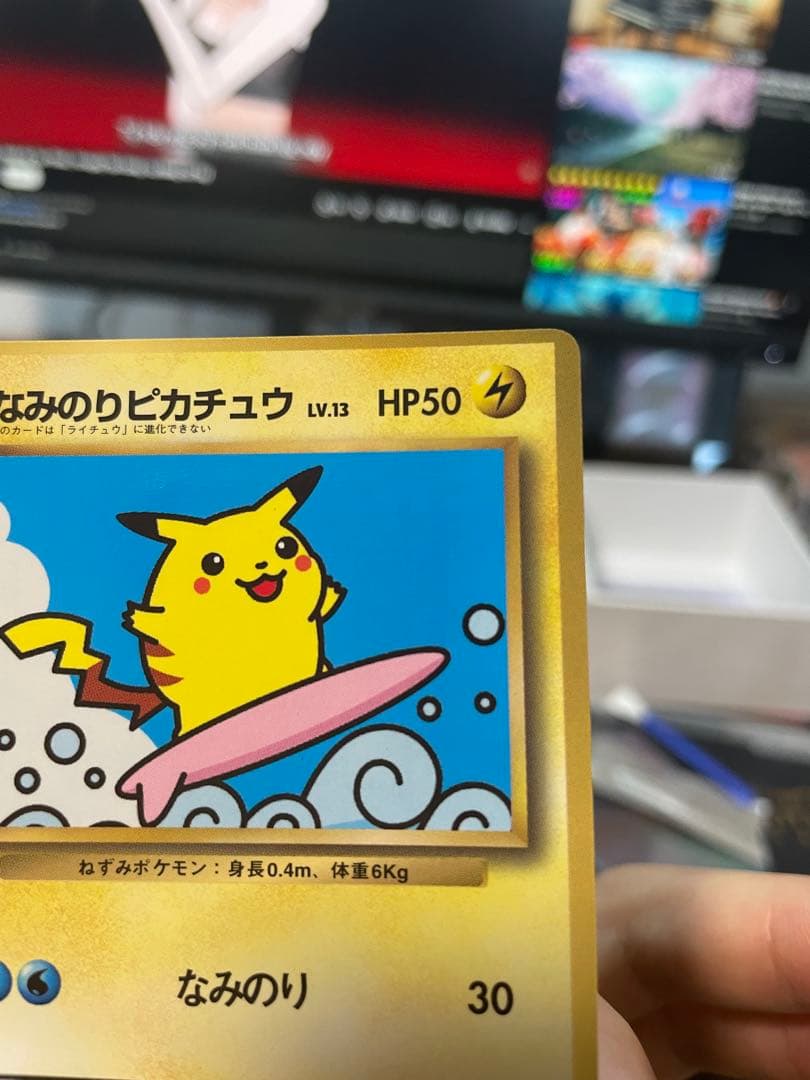 なみのりピカチュウ LV.13 HP50
のカードは「ライチュウ」に進化できない
ねずみポケモン：身長0.4m、体重6Kg
なみのり 30